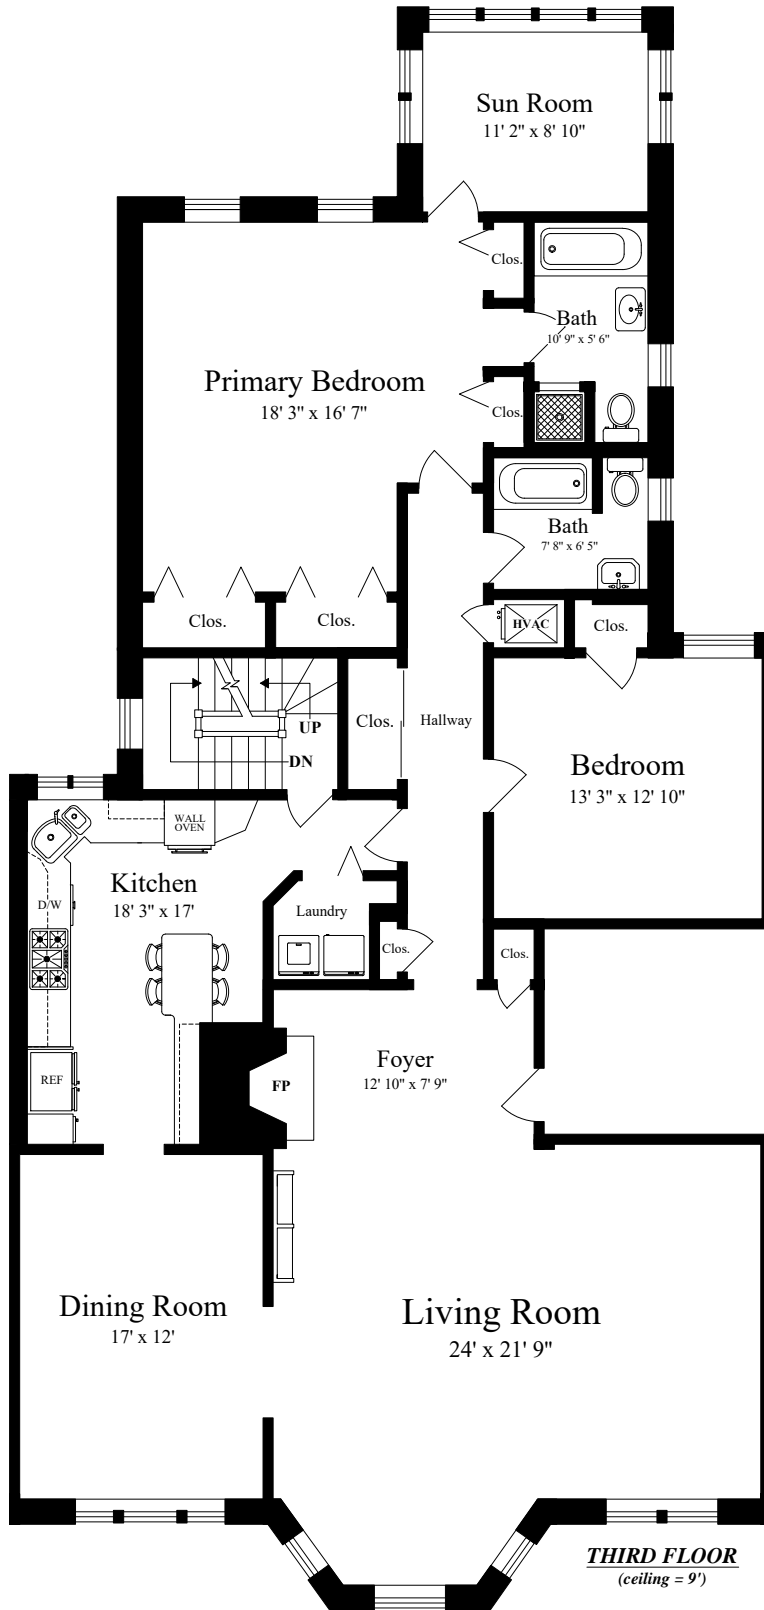 Sun Room
11' 2" x 8' 10"
Clos.
Bath
10' 9" x 5' 6"
Primary Bedroom
18' 3" x 16' 7"
Clos.
Bath
7' 8" x 6' 5"
Clos.
Clos.
HVAC
Clos.
Clos.
Hallway
UP
DN
Bedroom
13' 3" x 12' 10"
WALL
OVEN
Kitchen
18' 3" x 17'
D/W
Laundry
Clos.
Clos.
REF
FP
Foyer
12' 10" x 7' 9"
Dining Room
17' x 12'
Living Room
24' x 21' 9"
THIRD FLOOR
(ceiling = 9')